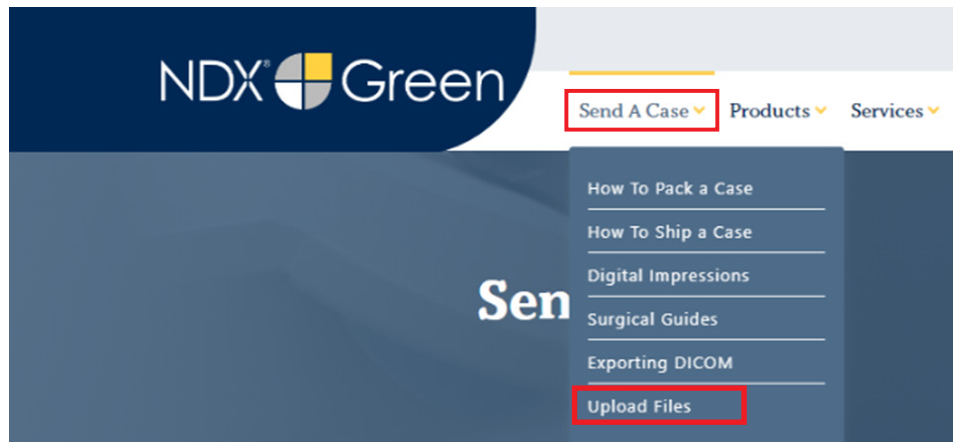 NDX® Green
Send A Case Products Services
How To Pack a Case
How To Ship a Case
Digital Impressions
Sen
Surgical Guides
Exporting DICOM
Upload Files